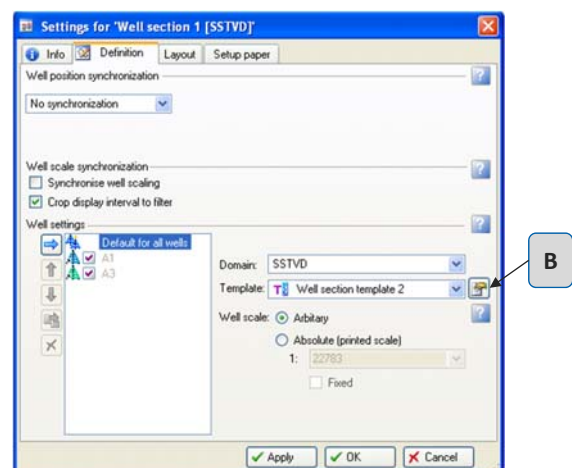 Settings for 'Well section 1 [SSTVD]'
Info Definition Layout Setup paper
Well position synchronization
No synchronization
Well scale synchronization
Synchronise well scaling
Crop display interval to filter
Well settings
Default for all wells
A1
A3
Domain: SSTVD
Template: Well section template 2
Well scale: Arbitary
Absolute (printed scale)
1: 22783
Fixed
Apply OK Cancel
B